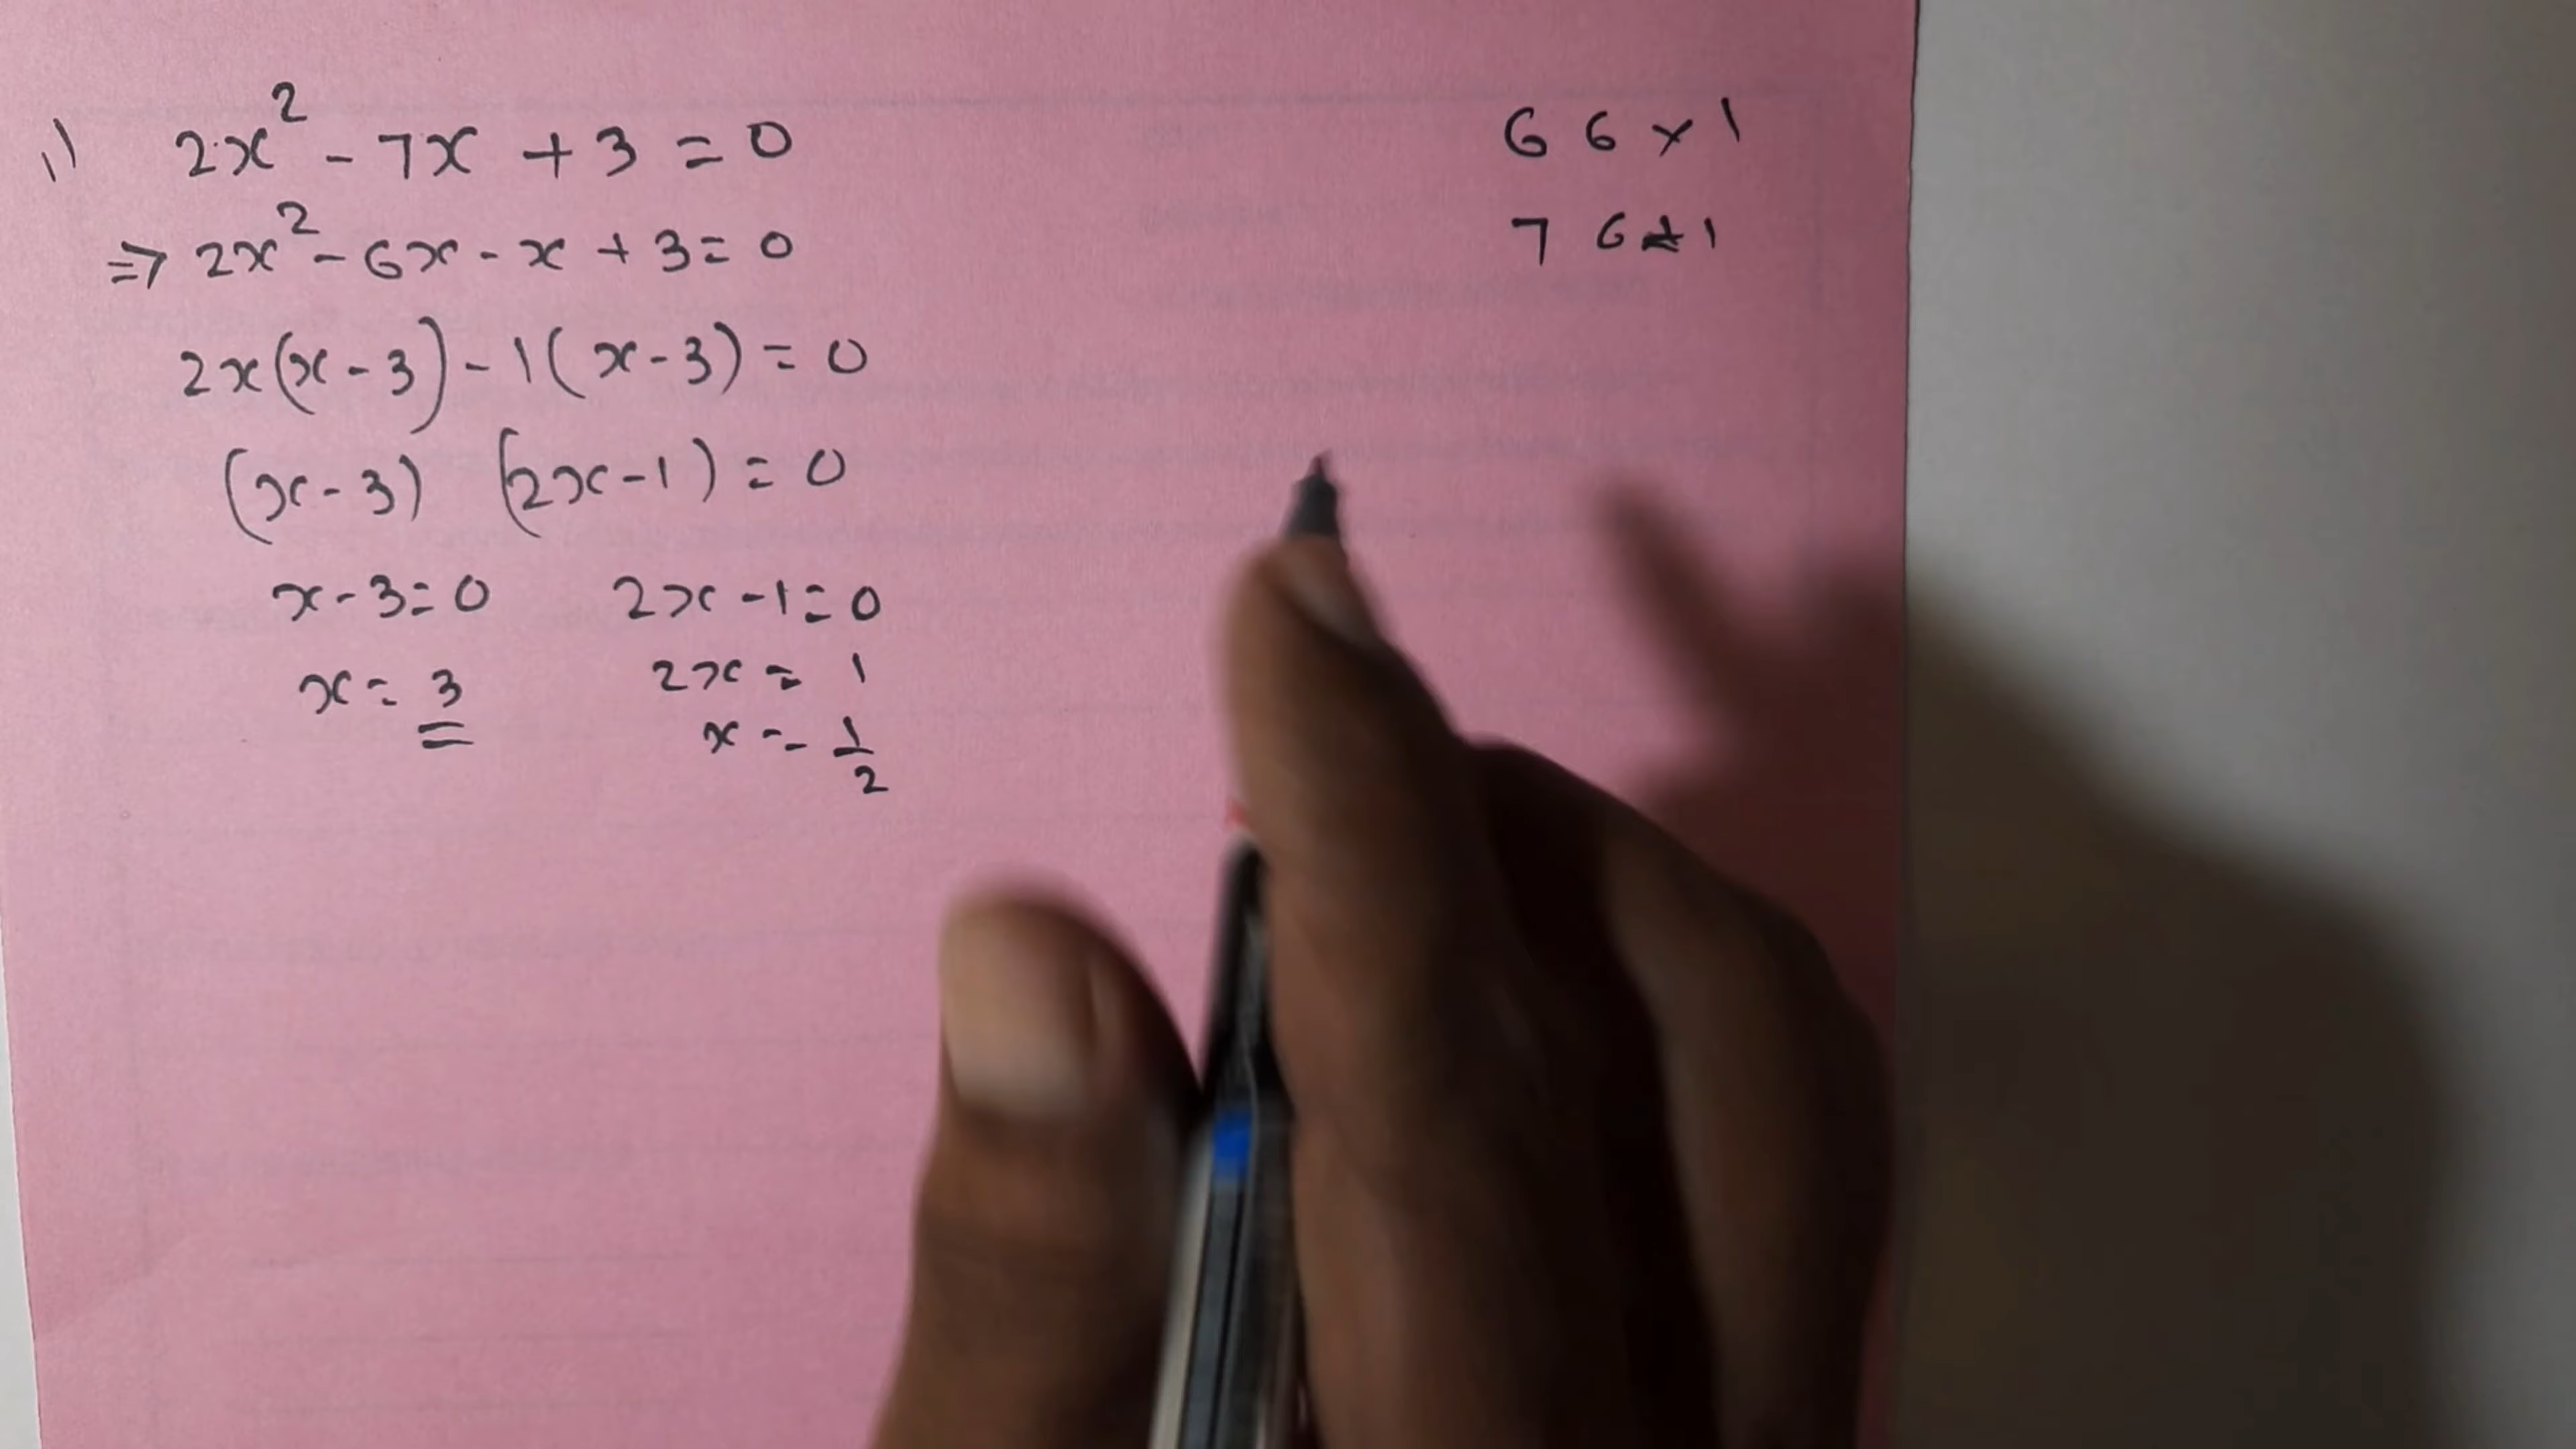 11) 2x² - 7x + 3 = 0
⇒ 2x² - 6x - x + 3 = 0
2x(x - 3) - 1(x - 3) = 0
(x - 3) (2x - 1) = 0
x - 3 = 0 2x - 1 = 0
x = 3 2x = 1
x = 1/2
6 6 × 1
7 6 + 1